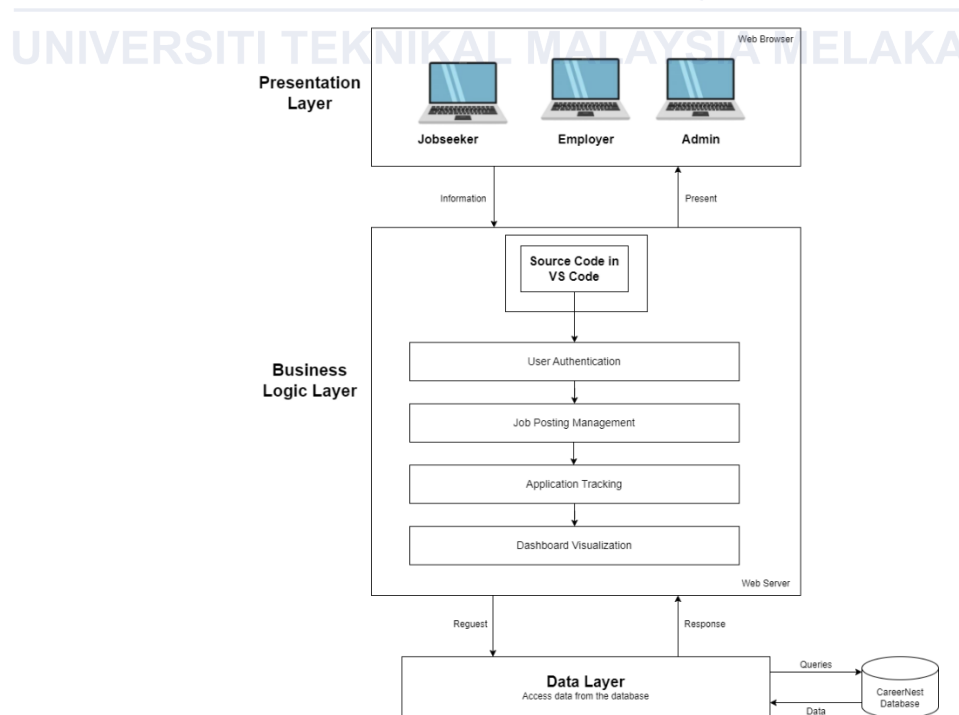 UNIVERSITI TEKNIKAL MALAYSIA MELAKA
Web Browser
Presentation
Layer
Jobseeker
Employer
Admin
Information
Present
Source Code in
VS Code
User Authentication
Business
Logic Layer
Job Posting Management
Application Tracking
Dashboard Visualization
Web Server
Reguest
Response
Data Layer
Access data from the database
Queries
CareerNest
Database
Data